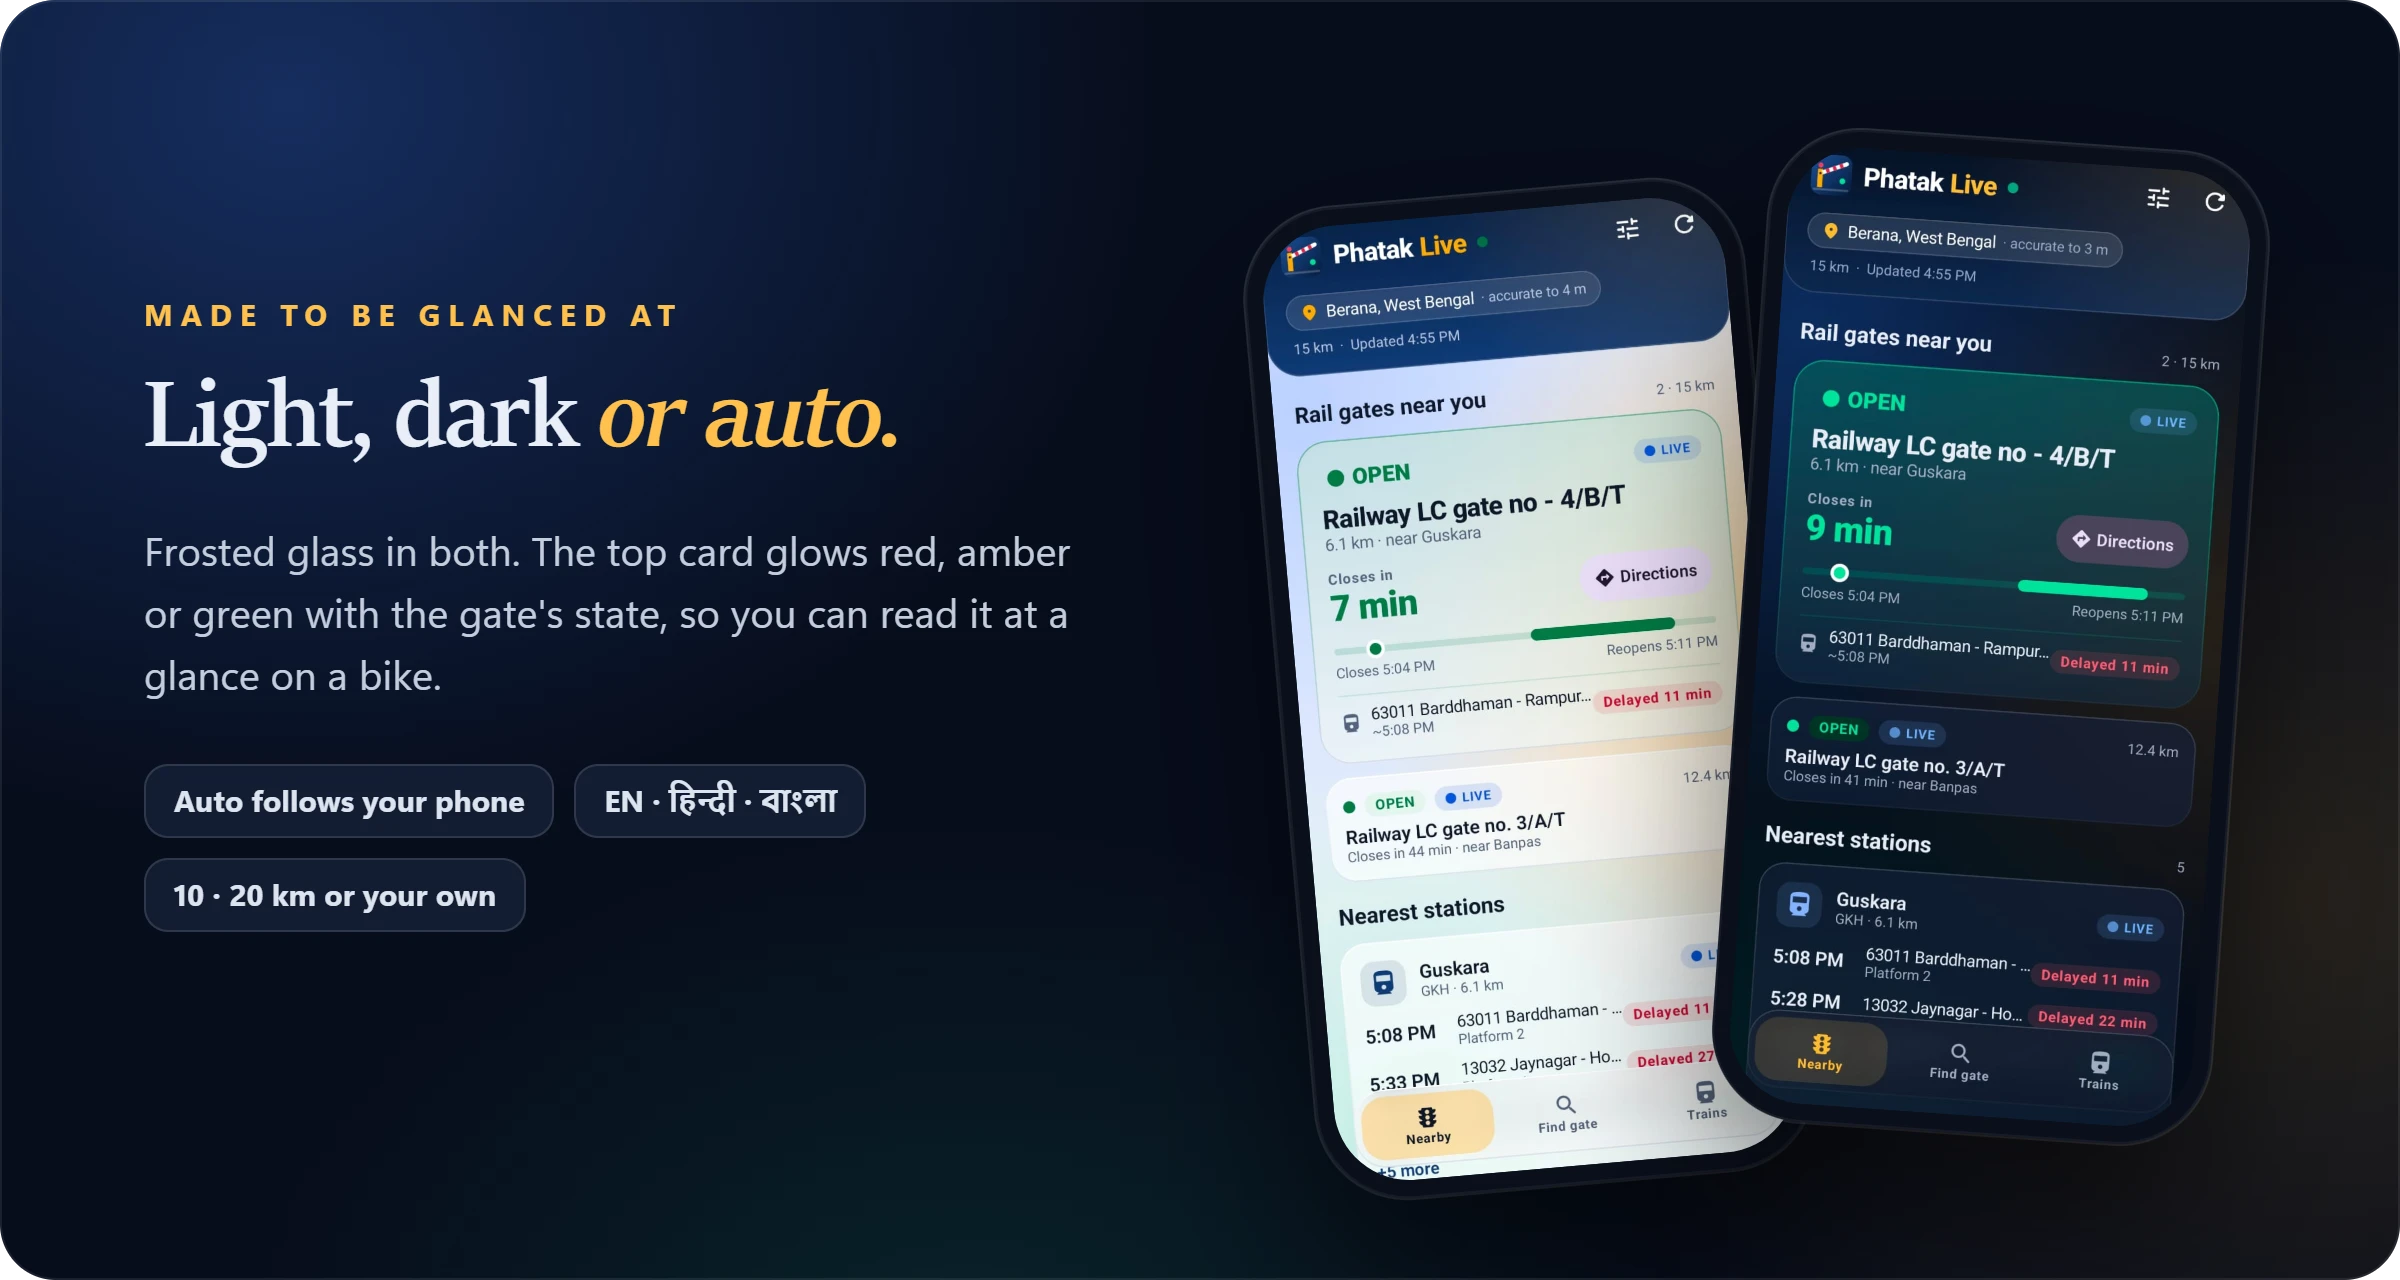 MADE TO BE GLANCED AT
Light, dark or auto.
Frosted glass in both. The top card glows red, amber
or green with the gate's state, so you can read it at a
glance on a bike.
Auto follows your phone
EN · हिन्दी · বাংলা
10 · 20 km or your own
Phatak Live
Berana, West Bengal · accurate to 4 m
15 km · Updated 4:55 PM
Rail gates near you
2 · 15 km
OPEN
LIVE
Railway LC gate no - 4/B/T
6.1 km · near Guskara
Closes in
7 min
Directions
Closes 5:04 PM
Reopens 5:11 PM
63011 Barddhaman - Rampur...
Delayed 11 min
~5:08 PM
OPEN
LIVE
12.4 km
Railway LC gate no. 3/A/T
Closes in 44 min · near Banpas
Nearest stations
Guskara
GKH · 6.1 km
5:08 PM
63011 Barddhaman - ...
Delayed 11
Platform 2
5:33 PM
13032 Jaynagar - Ho...
Delayed 27
Nearby
Find gate
Trains
+5 more
Phatak Live
Berana, West Bengal · accurate to 3 m
15 km · Updated 4:55 PM
Rail gates near you
2 · 15 km
OPEN
LIVE
Railway LC gate no - 4/B/T
6.1 km · near Guskara
Closes in
9 min
Directions
Closes 5:04 PM
Reopens 5:11 PM
63011 Barddhaman - Rampur...
Delayed 11 min
~5:08 PM
OPEN
LIVE
12.4 km
Railway LC gate no. 3/A/T
Closes in 41 min · near Banpas
Nearest stations
5
Guskara
GKH · 6.1 km
LIVE
5:08 PM
63011 Barddhaman - ...
Delayed 11 min
Platform 2
5:28 PM
13032 Jaynagar - Ho...
Delayed 22 min
Nearby
Find gate
Trains